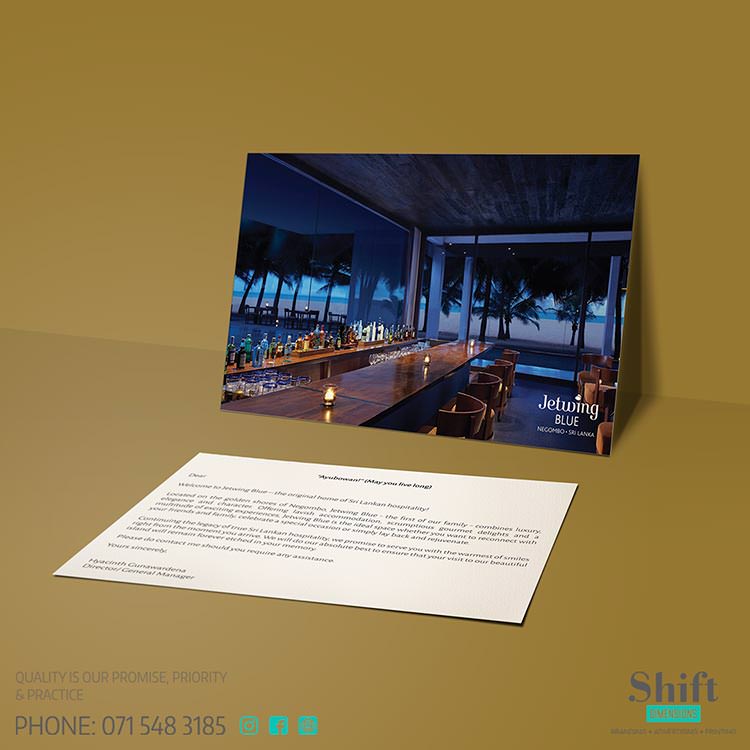 Jetwing
BLUE
NEGOMBO • SRI LANKA
Dear
"Ayubowan!" (May you live long)
Welcome to Jetwing Blue – the original home of Sri Lankan hospitality!
Located on the golden shores of Negombo, Jetwing Blue - the first of our family - combines luxury,
elegance and character. Offering lavish accommodation, scrumptious gourmet delights and a
multitude of exciting experiences, Jetwing Blue is the ideal space whether you want to reconnect with
your friends and family, celebrate a special occasion or simply lay back and rejuvenate.
Continuing the legacy of true Sri Lankan hospitality, we promise to serve you with the warmest of smiles
right from the moment you arrive. We will do our absolute best to ensure that your visit to our beautiful
island will remain forever etched in your memory.
Please do contact me should you require any assistance.
Yours sincerely,
Hyacinth Gunawardena
Director/ General Manager
QUALITY IS OUR PROMISE, PRIORITY
& PRACTICE
PHONE: 071 548 3185
Shift
DIMENSIONS
BRANDING • ADVERTISING • PRINTING